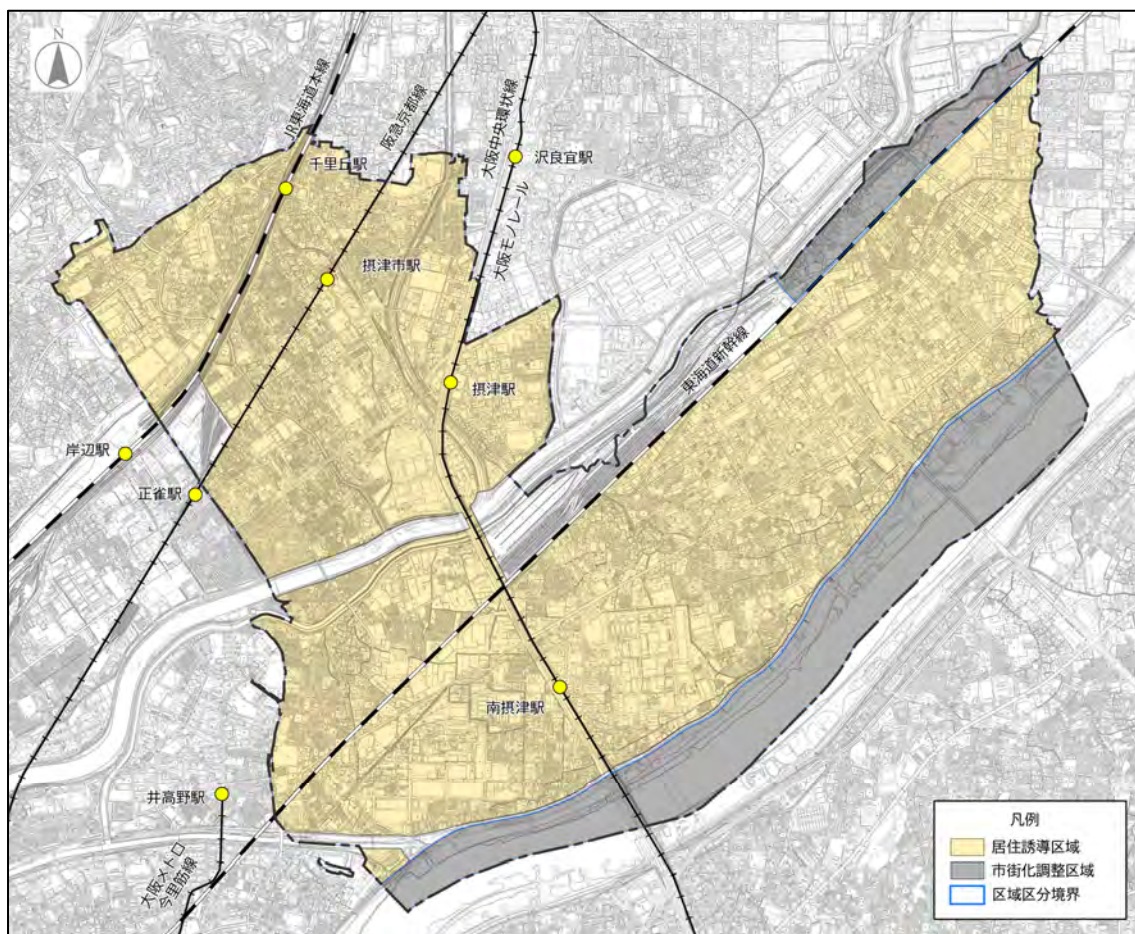 N
JR東海道本線
阪急京都線
大阪中央環状線
大阪モノレール
千里丘駅
沢良宜駅
摂津市駅
摂津駅
東海道新幹線
岸辺駅
正雀駅
南摂津駅
井高野駅
大阪メトロ
今里筋線
凡例
居住誘導区域
市街化調整区域
区域区分境界